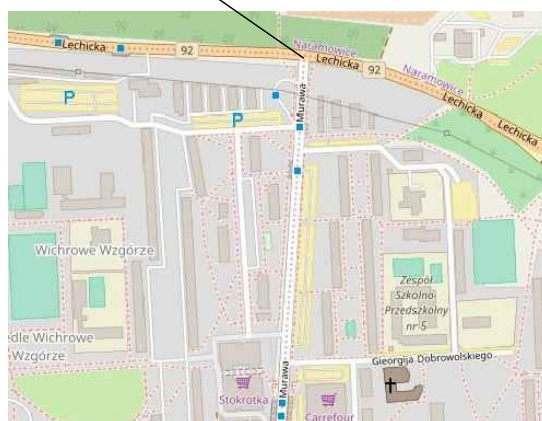 Lechicka
92
Naramowice
Lechicka
92
Naramowice
Lechicka
Lechicka
P
P
Murawa
Wichrowe Wzgórze
Zespół
Szkolno-
Przedszkolny
nr 5
edle Wichrowe
Wzgórze
Gieorgija Dobrowolskiego
Murawa
Stokrotka
Carrefour